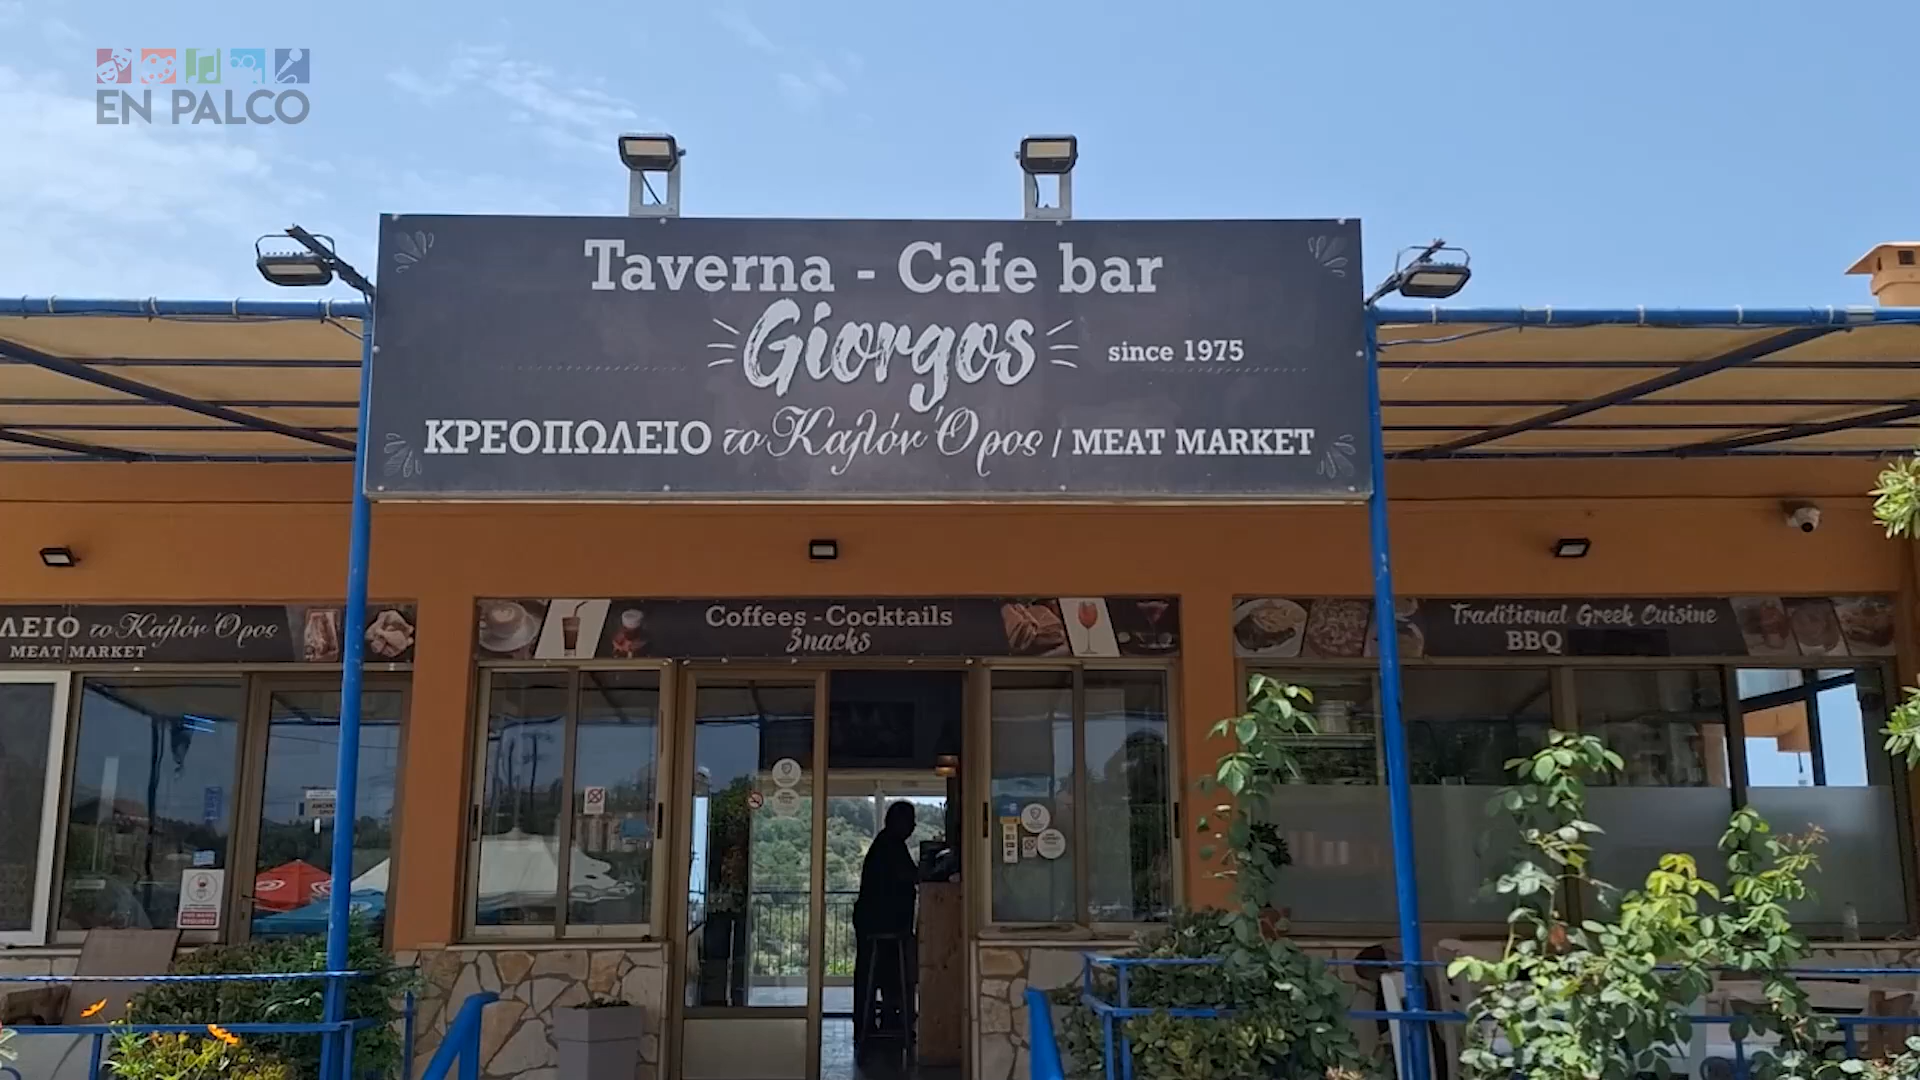 EN PALCO
Taverna - Cafe bar
Giorgos
since 1975
ΚΡΕΟΠΩΛΕΙΟ το Καλόν Όρος / MEAT MARKET
ΛΕΙΟ το Καλόν Όρος
MEAT MARKET
Coffees - Cocktails
Snacks
Traditional Greek Cuisine
BBQ